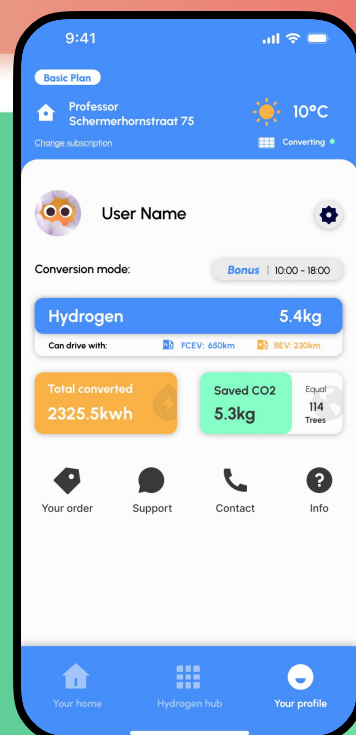 9:41
Basic Plan
Professor
Schermerhornstraat 75
10°C
Change subscription
Converting
User Name
Conversion mode:
Bonus | 10:00 - 18:00
Hydrogen
5.4kg
Can drive with:
FCEV: 650km
BEV: 230km
Total converted
2325.5kwh
Saved CO2
5.3kg
Equal
114
Trees
Your order
Support
Contact
Info
Your home
Hydrogen hub
Your profile